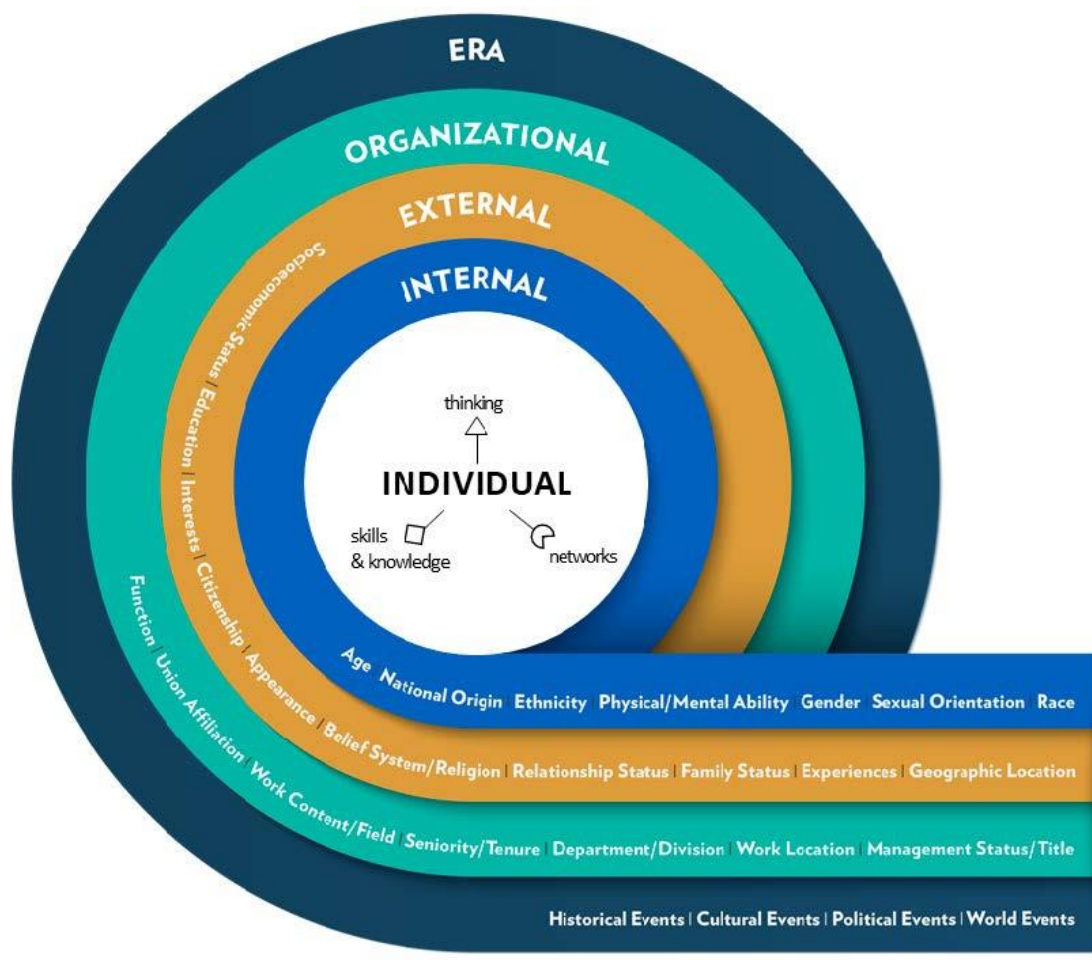 ERA
ORGANIZATIONAL
EXTERNAL
INTERNAL
thinking
INDIVIDUAL
skills
& knowledge
networks
Age National Origin | Ethnicity | Physical/Mental Ability | Gender Sexual Orientation | Race
Socioeconomic Status | Education | Interests | Citizenship | Appearance | Belief System/Religion | Relationship Status | Family Status | Experiences | Geographic Location
Function | Union Affiliation | Work Content/Field | Seniority/Tenure | Department/Division | Work Location | Management Status/Title
Historical Events | Cultural Events | Political Events | World Events